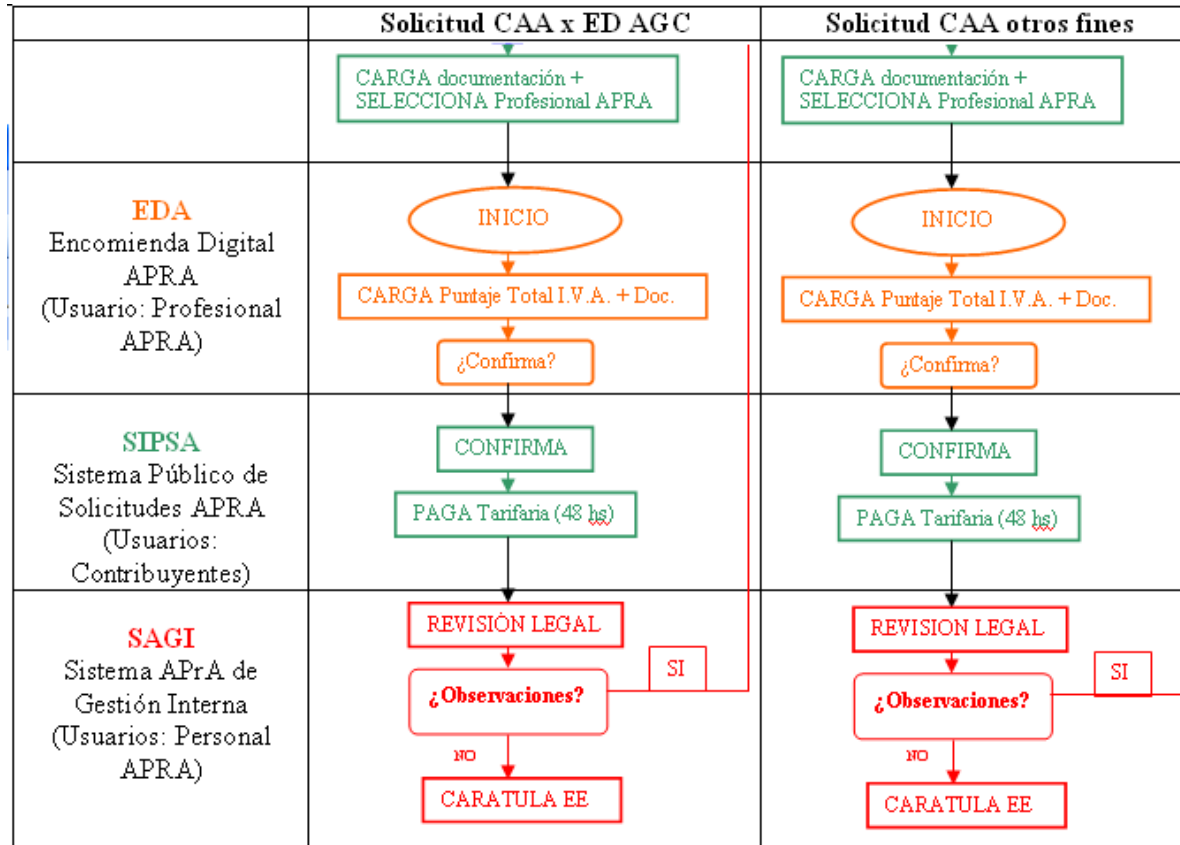 Solicitud CAA x ED AGC
Solicitud CAA otros fines
CARGA documentación +
SELECCIONA Profesional APRA
CARGA documentación +
SELECCIONA Profesional APRA
EDA
Encomienda Digital
APRA
(Usuario: Profesional
APRA)
INICIO
CARGA Puntaje Total I.V.A. + Doc.
¿Confirma?
INICIO
CARGA Puntaje Total I.V.A. + Doc.
¿Confirma?
SIPSA
Sistema Público de
Solicitudes APRA
(Usuarios:
Contribuyentes)
CONFIRMA
PAGA Tarifaria (48 hs)
CONFIRMA
PAGA Tarifaria (48 hs)
SAGI
Sistema APrA de
Gestión Interna
(Usuarios: Personal
APRA)
REVISIÓN LEGAL
¿Observaciones?
SI
NO
CARATULA EE
REVISION LEGAL
¿Observaciones?
SI
NO
CARATULA EE